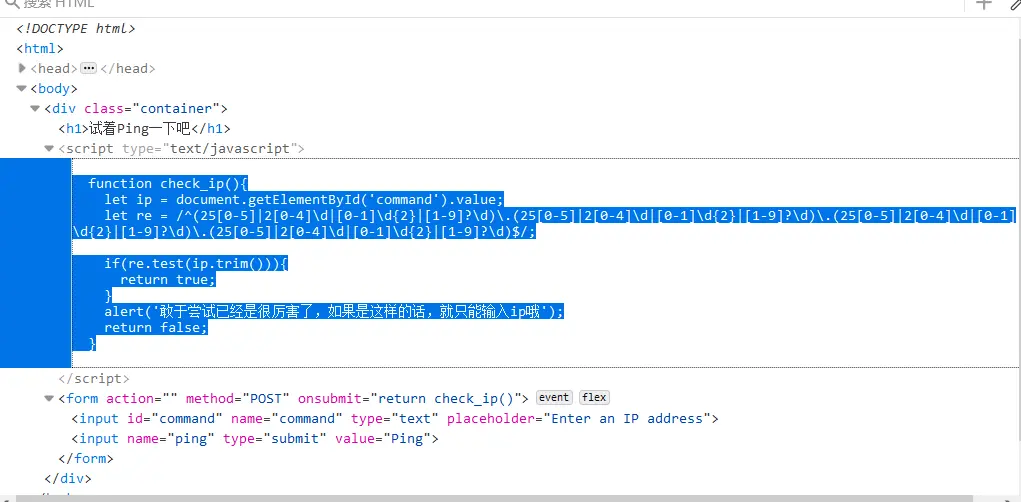 搜索 HTML
<!DOCTYPE html>
<html>
<head> ••• </head>
<body>
<div class="container">
<h1>试着Ping一下吧</h1>
<script type="text/javascript">
function check_ip(){
let ip = document.getElementById('command').value;
let re = /^(25[0-5]|2[0-4]\d|[0-1]\d{2}|[1-9]?\d)\.(25[0-5]|2[0-4]\d|[0-1]\d{2}|[1-9]?\d)\.(25[0-5]|2[0-4]\d|[0-1]
\d{2}|[1-9]?\d)\.(25[0-5]|2[0-4]\d|[0-1]\d{2}|[1-9]?\d)$/;
if(re.test(ip.trim())){
return true;
}
alert('敢于尝试已经是很厉害了，如果是这样的话，就只能输入ip哦');
return false;
}
</script>
<form action="" method="POST" onsubmit="return check_ip()"> event flex
<input id="command" name="command" type="text" placeholder="Enter an IP address">
<input name="ping" type="submit" value="Ping">
</form>
</div>